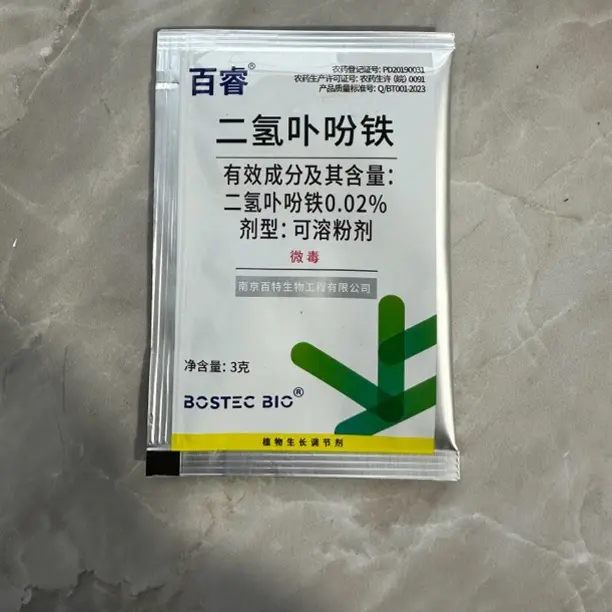 百睿®
农药登记证号: PD20190031
农药生产许可证号: 农药生许 (皖) 0091
产品质量标准号: Q/BT001-2023
二氢卟吩铁
有效成分及其含量:
二氢卟吩铁0.02%
剂型: 可溶粉剂
微毒
南京百特生物工程有限公司
净含量: 3克
BOSTEC BIO®
植物生长调节剂